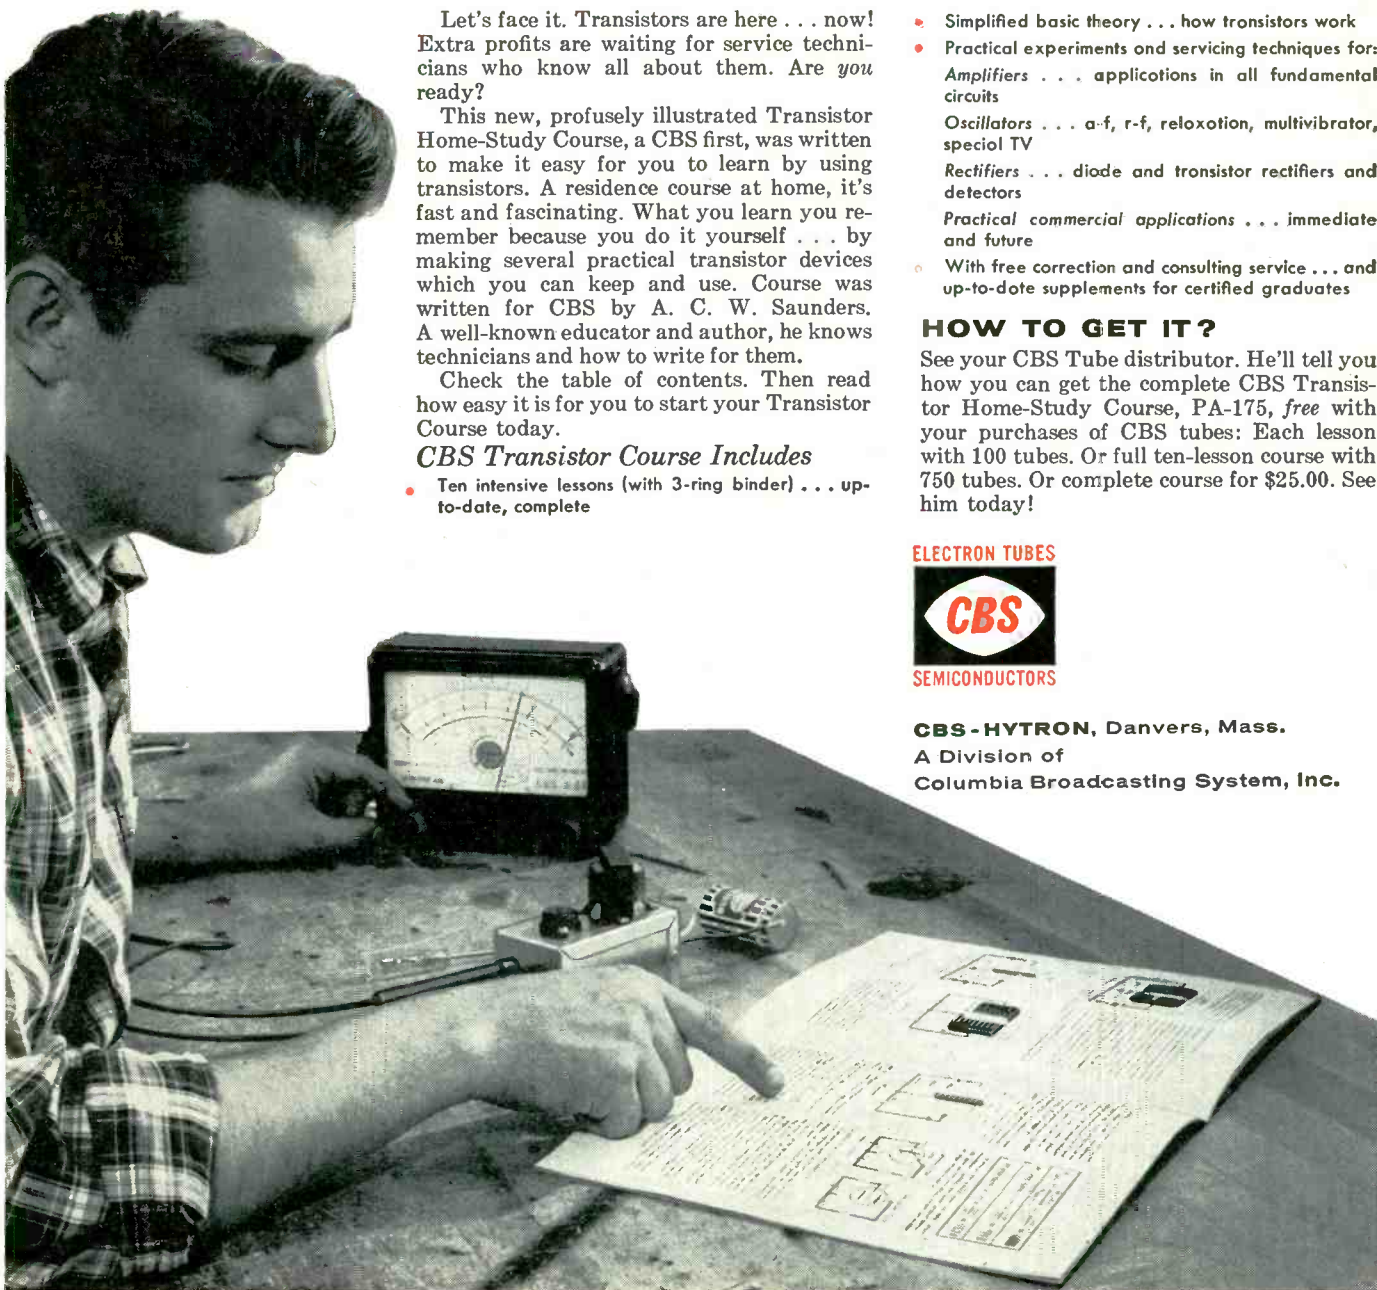 Let's face it. Transistors are here . . . now!
Extra profits are waiting for service techni-
cians who know all about them. Are you
ready?
This new, profusely illustrated Transistor
Home-Study Course, a CBS first, was written
to make it easy for you to learn by using
transistors. A residence course at home, it's
fast and fascinating. What you learn you re-
member because you do it yourself . . . by
making several practical transistor devices
which you can keep and use. Course was
written for CBS by A. C. W. Saunders.
A well-known educator and author, he knows
technicians and how to write for them.
Check the table of contents. Then read
how easy it is for you to start your Transistor
Course today.
CBS Transistor Course Includes
• Ten intensive lessons (with 3-ring binder) . . . up-
to-date, complete
• Simplified basic theory . . . how transistors work
• Practical experiments and servicing techniques for:
Amplifiers . . . applications in all fundamental
circuits
Oscillators . . . a-f, r-f, relaxation, multivibrator,
special TV
Rectifiers . . . diode and transistor rectifiers and
detectors
Practical commercial applications . . . immediate
and future
• With free correction and consulting service . . . and
up-to-date supplements for certified graduates
HOW TO GET IT?
See your CBS Tube distributor. He'll tell you
how you can get the complete CBS Transis-
tor Home-Study Course, PA-175, free with
your purchases of CBS tubes: Each lesson
with 100 tubes. Or full ten-lesson course with
750 tubes. Or complete course for $25.00. See
him today!
ELECTRON TUBES
CBS
SEMICONDUCTORS
CBS-HYTRON, Danvers, Mass.
A Division of
Columbia Broadcasting System, Inc.